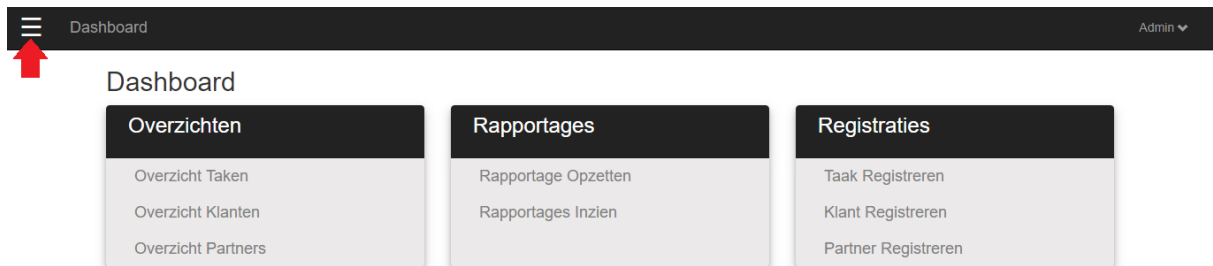 Dashboard
Admin
Dashboard
Overzichten
Overzicht Taken
Overzicht Klanten
Overzicht Partners
Rapportages
Rapportage Opzetten
Rapportages Inzien
Registraties
Taak Registreren
Klant Registreren
Partner Registreren